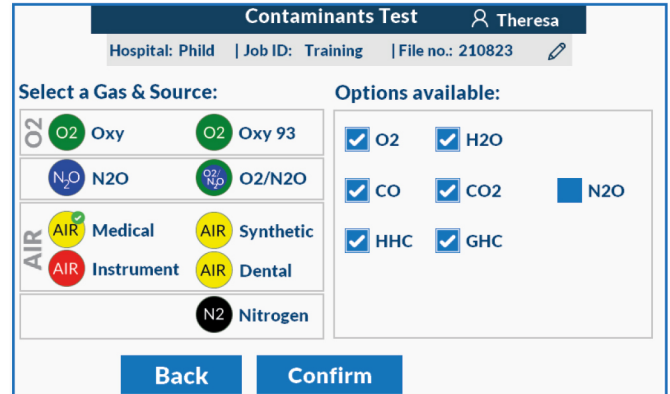 Contaminants Test Theresa
Hospital: Phild | Job ID: Training | File no.: 210823
Select a Gas & Source:
O2
O2 Oxy
O2 Oxy 93
N2O N2O
O2/N2O O2/N2O
AIR
AIR Medical
AIR Synthetic
AIR Instrument
AIR Dental
N2 Nitrogen
Options available:
O2 H2O
CO CO2 N2O
HHC GHC
Back Confirm